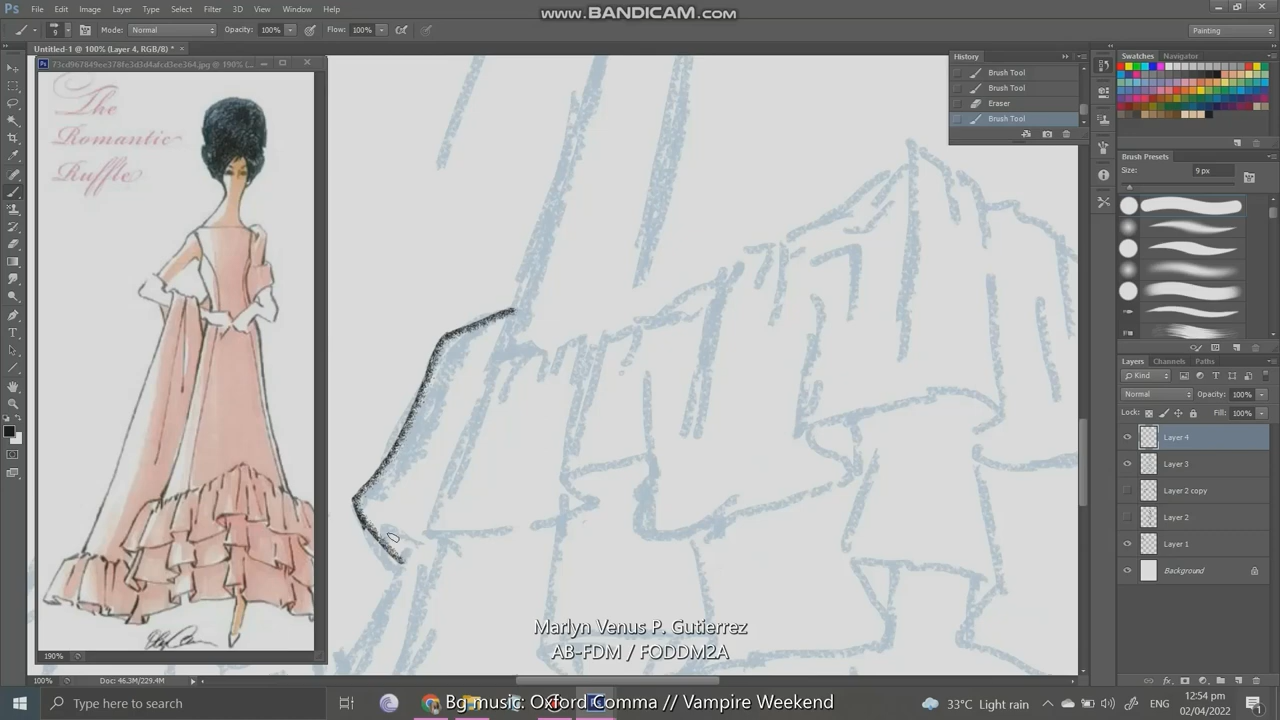 Ps File Edit Image Layer Type Select Filter 3D View Window Help
www.BANDICAM.com
9 Mode: Normal Opacity: 100% Flow: 100% Painting
Untitled-1 @ 100% (Layer 4, RGB/8) *
The
Romantic
Ruffle
190%
History
Brush Tool
Brush Tool
Eraser
Brush Tool
Swatches Navigator
Brush Presets
Size: 9 px
Layers Channels Paths
Kind
Normal Opacity: 100%
Lock: Fill: 100%
Layer 4
Layer 3
Layer 2 copy
Layer 2
Layer 1
Background
Marlyn Venus P. Gutierrez
AB-FDM / FODDM2A
100% Doc: 46.3M/229.4M
Type here to search
Bg music: Oxford Comma // Vampire Weekend
33°C Light rain
12:54 pm
02/04/2022
1